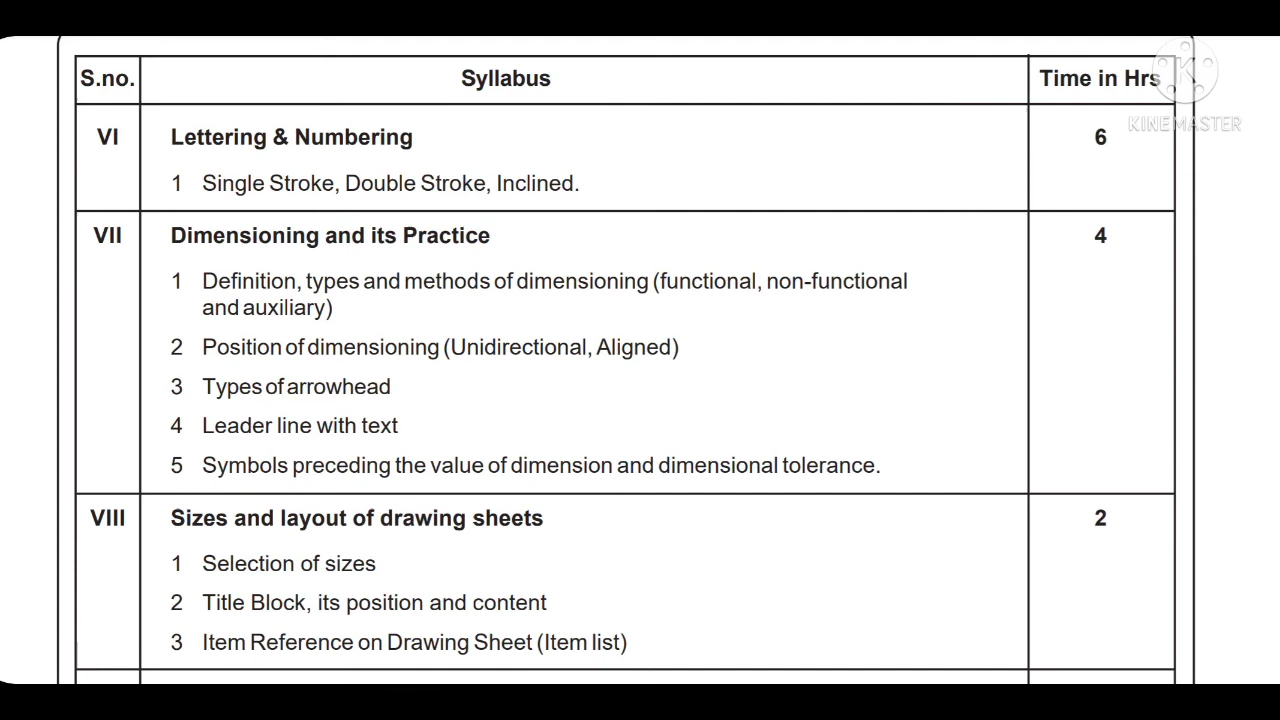 S.no. Syllabus Time in Hrs
KINEMASTER
VI Lettering & Numbering 6
1 Single Stroke, Double Stroke, Inclined.
VII Dimensioning and its Practice 4
1 Definition, types and methods of dimensioning (functional, non-functional
and auxiliary)
2 Position of dimensioning (Unidirectional, Aligned)
3 Types of arrowhead
4 Leader line with text
5 Symbols preceding the value of dimension and dimensional tolerance.
VIII Sizes and layout of drawing sheets 2
1 Selection of sizes
2 Title Block, its position and content
3 Item Reference on Drawing Sheet (Item list)